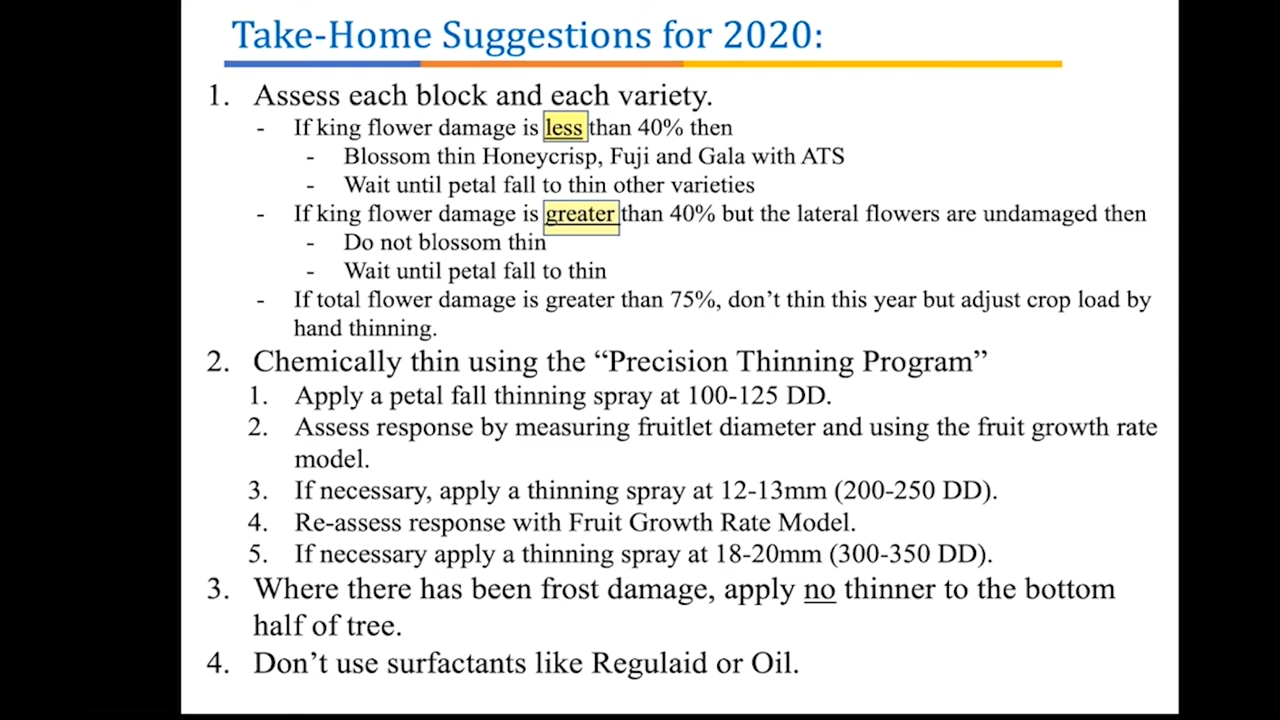 Take-Home Suggestions for 2020:
1. Assess each block and each variety.
- If king flower damage is less than 40% then
- Blossom thin Honeycrisp, Fuji and Gala with ATS
- Wait until petal fall to thin other varieties
- If king flower damage is greater than 40% but the lateral flowers are undamaged then
- Do not blossom thin
- Wait until petal fall to thin
- If total flower damage is greater than 75%, don’t thin this year but adjust crop load by
hand thinning.
2. Chemically thin using the “Precision Thinning Program”
1. Apply a petal fall thinning spray at 100-125 DD.
2. Assess response by measuring fruitlet diameter and using the fruit growth rate
model.
3. If necessary, apply a thinning spray at 12-13mm (200-250 DD).
4. Re-assess response with Fruit Growth Rate Model.
5. If necessary apply a thinning spray at 18-20mm (300-350 DD).
3. Where there has been frost damage, apply no thinner to the bottom
half of tree.
4. Don’t use surfactants like Regulaid or Oil.